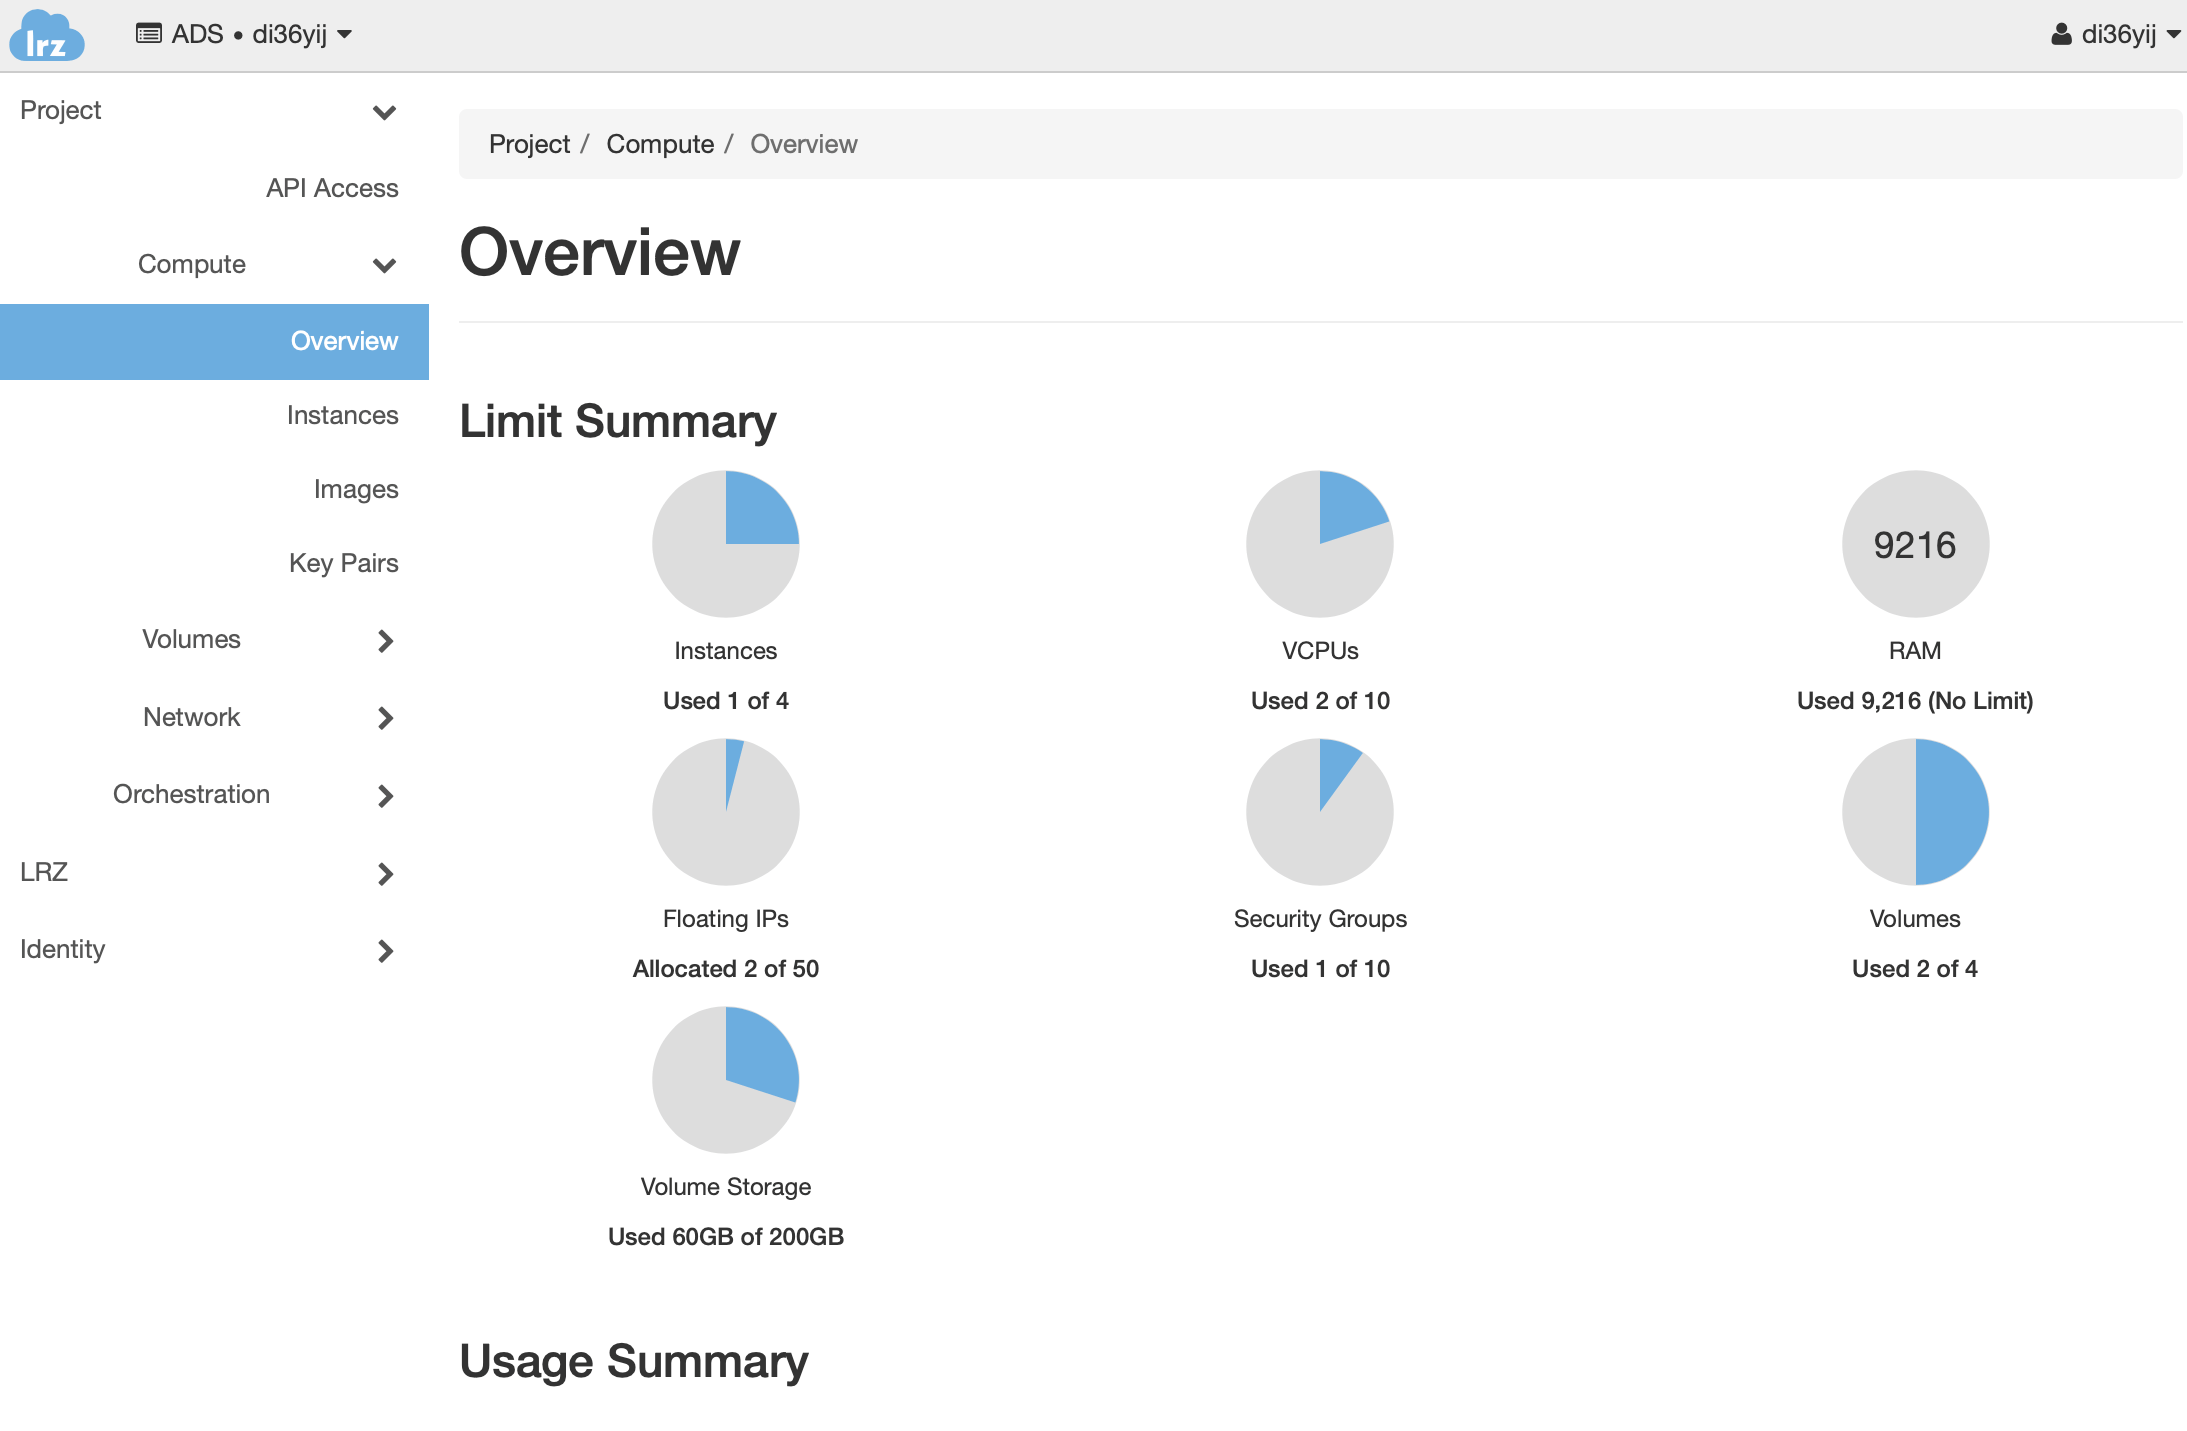 lrz ADS • di36yij di36yij
Project
API Access
Compute
Overview
Instances
Images
Key Pairs
Volumes
Network
Orchestration
LRZ
Identity
Project / Compute / Overview
Overview
Limit Summary
Instances
Used 1 of 4
VCPUs
Used 2 of 10
9216
RAM
Used 9,216 (No Limit)
Floating IPs
Allocated 2 of 50
Security Groups
Used 1 of 10
Volumes
Used 2 of 4
Volume Storage
Used 60GB of 200GB
Usage Summary